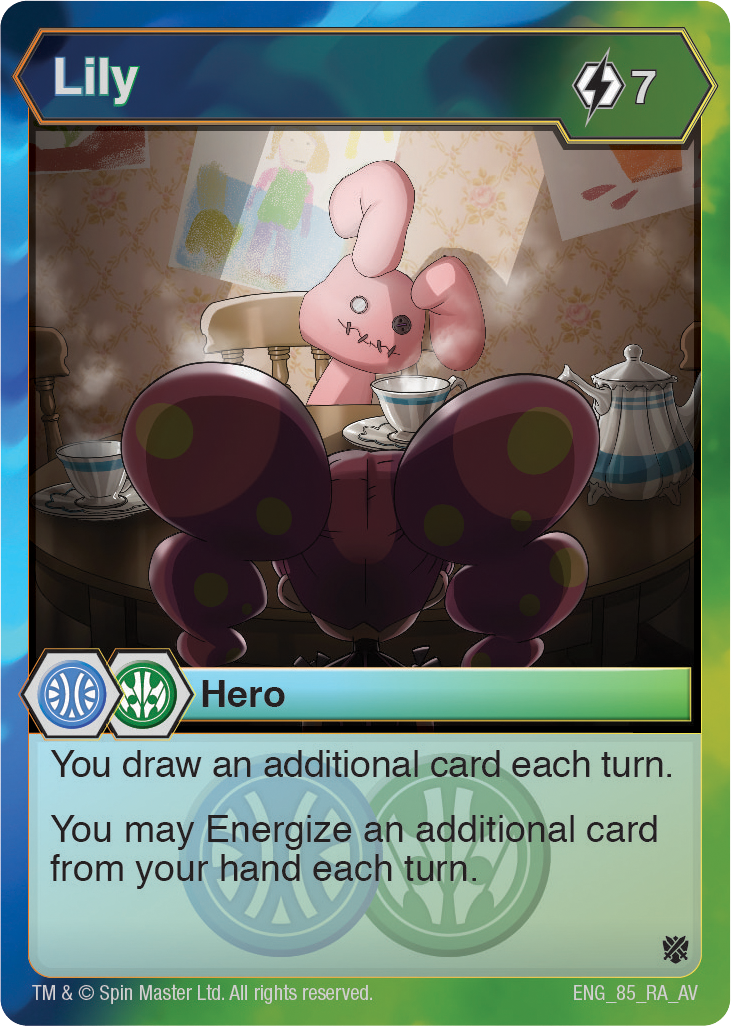 Lily
7
Hero
You draw an additional card each turn.
You may Energize an additional card
from your hand each turn.
TM & © Spin Master Ltd. All rights reserved.
ENG_85_RA_AV